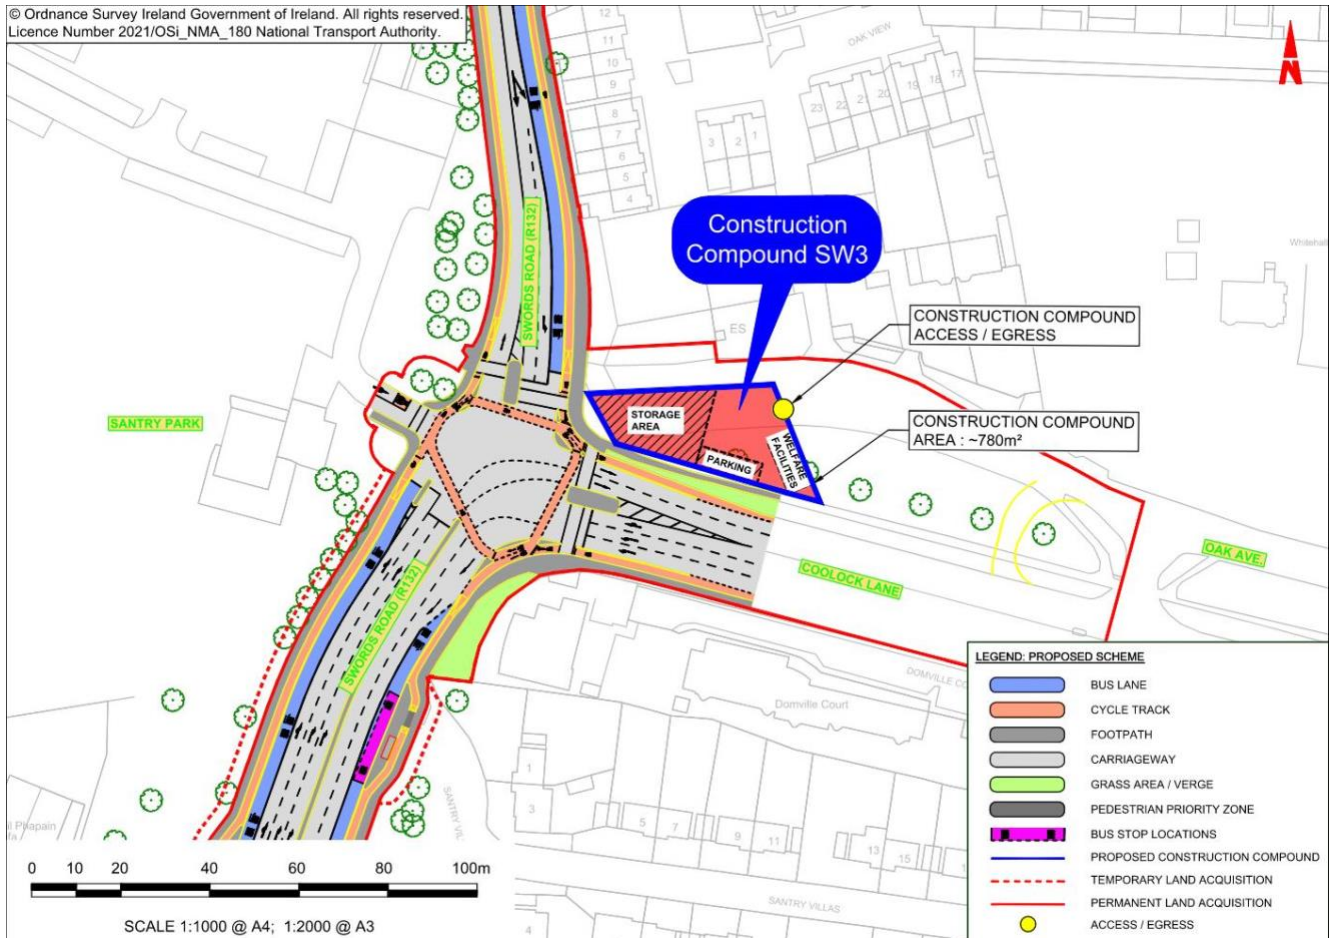 © Ordnance Survey Ireland Government of Ireland. All rights reserved.
Licence Number 2021/OSi_NMA_180 National Transport Authority.
12
11
10
9
8
7
6
5
4
OAK VIEW
23
22
21
20
19
18
17
3
2
1
N
SWORDS ROAD (R132)
Construction
Compound SW3
Whitehall
ES
CONSTRUCTION COMPOUND
ACCESS / EGRESS
SANTRY PARK
STORAGE
AREA
PARKING
WELFARE
FACILITIES
CONSTRUCTION COMPOUND
AREA : ~780m²
OAK AVE.
COOLOCK LANE
SWORDS ROAD (R132)
DOMVILLE CO
Domville Court
SANTRY VIL
1
3
5
7
9
11
13
15
SANTRY VILLAS
4
il Phapain
LEGEND: PROPOSED SCHEME
BUS LANE
CYCLE TRACK
FOOTPATH
CARRIAGEWAY
GRASS AREA / VERGE
PEDESTRIAN PRIORITY ZONE
BUS STOP LOCATIONS
PROPOSED CONSTRUCTION COMPOUND
TEMPORARY LAND ACQUISITION
PERMANENT LAND ACQUISITION
ACCESS / EGRESS
0 10 20 40 60 80 100m
SCALE 1:1000 @ A4; 1:2000 @ A3